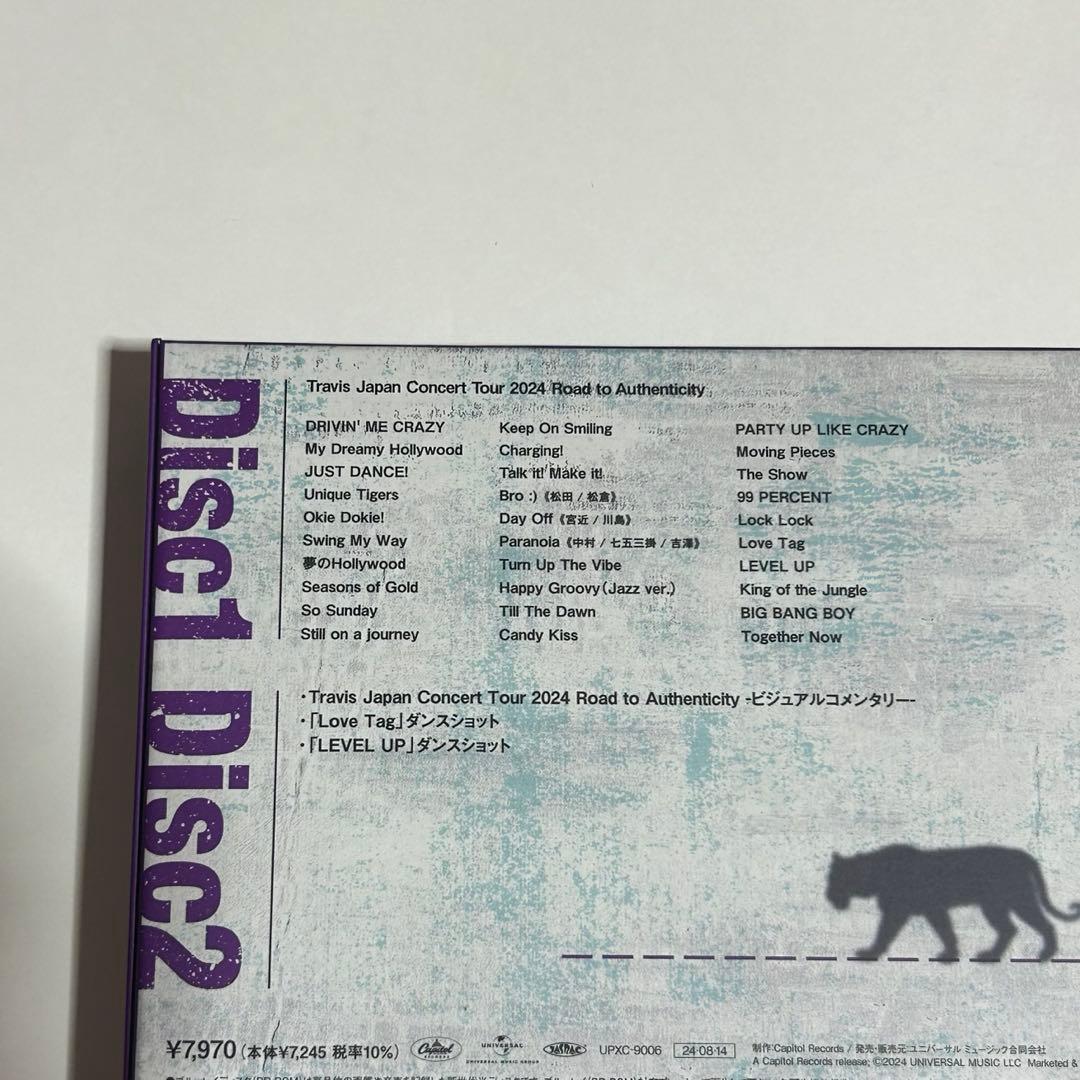 Disc1
Travis Japan Concert Tour 2024 Road to Authenticity
DRIVIN' ME CRAZY
My Dreamy Hollywood
JUST DANCE!
Unique Tigers
Okie Dokie!
Swing My Way
夢のHollywood
Seasons of Gold
So Sunday
Still on a journey
Keep On Smiling
Charging!
Talk it! Make it!
Bro :)《松田 / 松倉》
Day Off《宮近 / 川島》
Paranoia《中村 / 七五三掛 / 吉澤》
Turn Up The Vibe
Happy Groovy(Jazz ver.)
Till The Dawn
Candy Kiss
PARTY UP LIKE CRAZY
Moving Pieces
The Show
99 PERCENT
Lock Lock
Love Tag
LEVEL UP
King of the Jungle
BIG BANG BOY
Together Now
Disc2
・Travis Japan Concert Tour 2024 Road to Authenticity -ビジュアルコメンタリー-
・「Love Tag」ダンスショット
・「LEVEL UP」ダンスショット
¥7,970(本体¥7,245 税率10%)
Capitol RECORDS
UNIVERSAL
UNIVERSAL MUSIC GROUP
JASRAC
UPXC-9006
24・08・14
制作:Capitol Records / 発売・販売元:ユニバーサル ミュージック合同会社
A Capitol Records release; ©2024 UNIVERSAL MUSIC LLC Marketed &